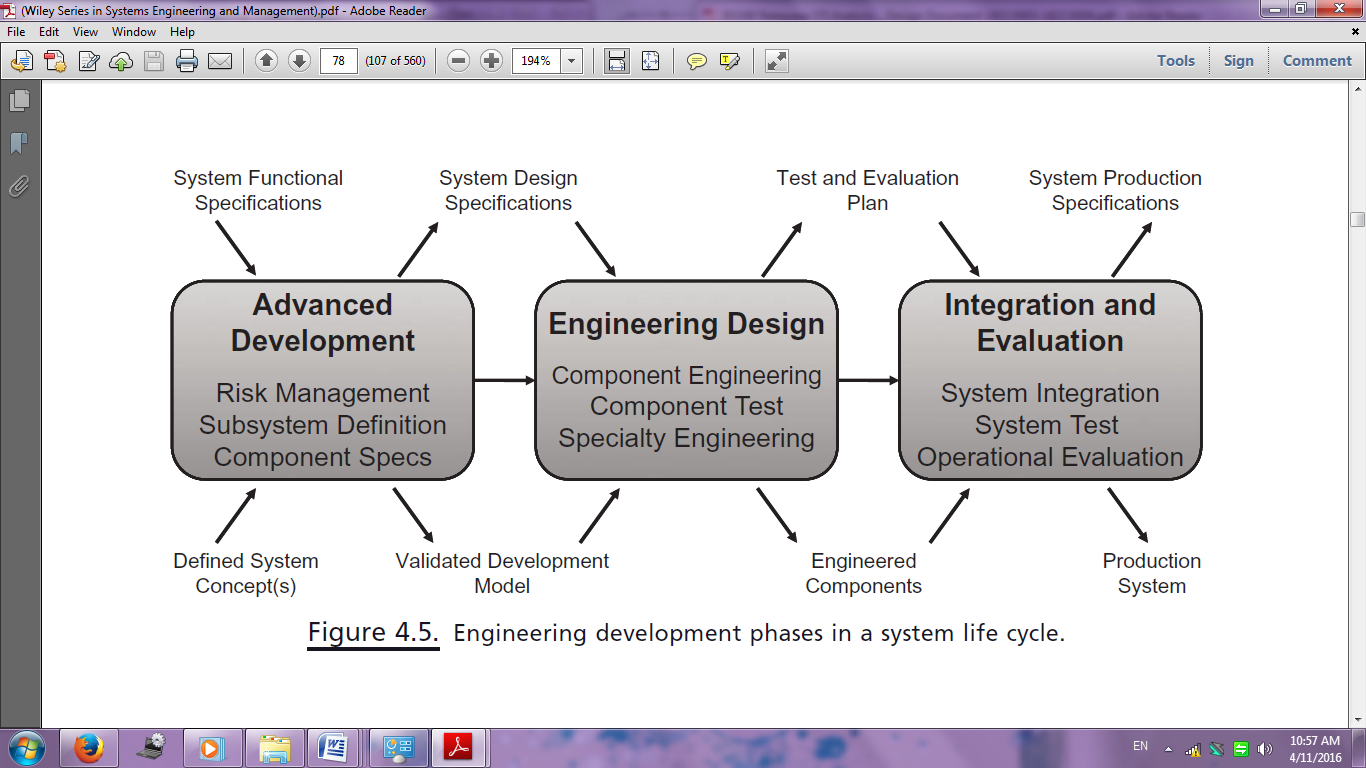 (Wiley Series in Systems Engineering and Management).pdf - Adobe Reader
File Edit View Window Help
78 (107 of 560) 194% Tools Sign Comment
System Functional
Specifications
System Design
Specifications
Test and Evaluation
Plan
System Production
Specifications
Advanced
Development
Risk Management
Subsystem Definition
Component Specs
Engineering Design
Component Engineering
Component Test
Specialty Engineering
Integration and
Evaluation
System Integration
System Test
Operational Evaluation
Defined System
Concept(s)
Validated Development
Model
Engineered
Components
Production
System
Figure 4.5. Engineering development phases in a system life cycle.
EN
10:57 AM
4/11/2016